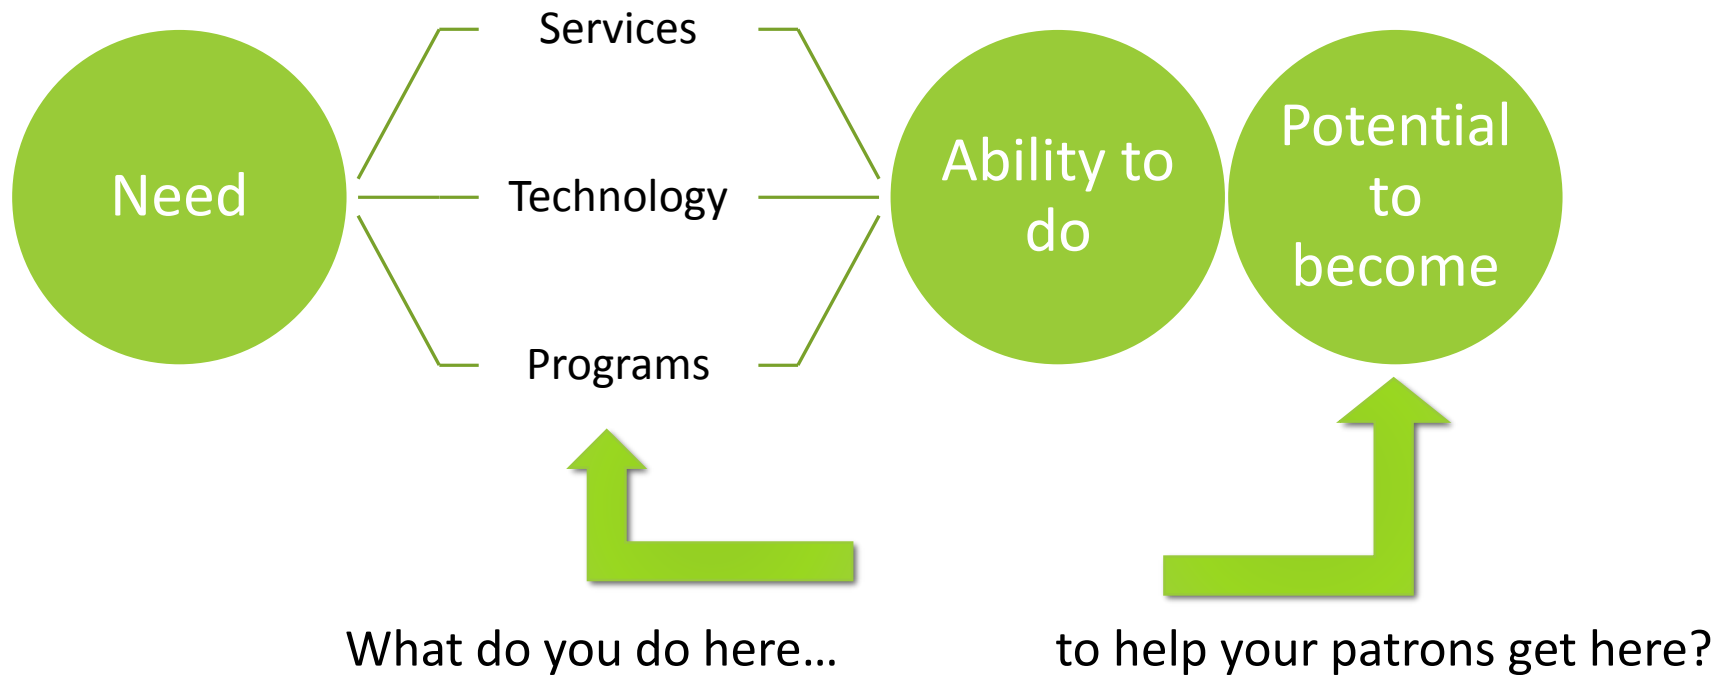 Need
Services
Technology
Programs
Ability to
do
Potential
to
become
What do you do here...
to help your patrons get here?